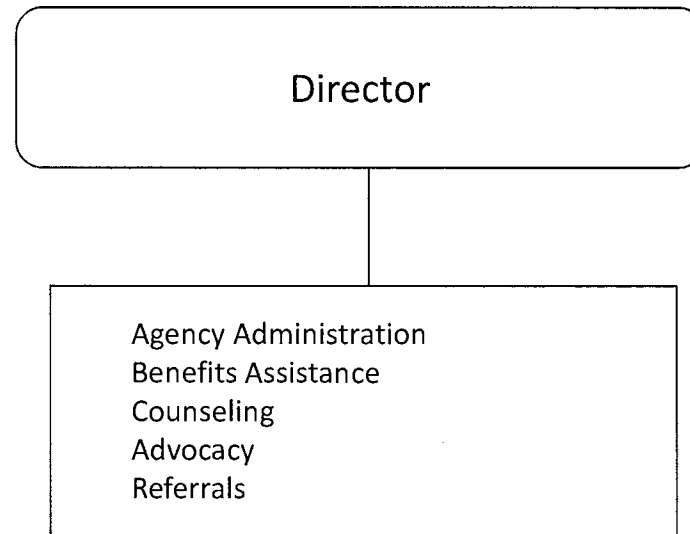 Director
Agency Administration
Benefits Assistance
Counseling
Advocacy
Referrals